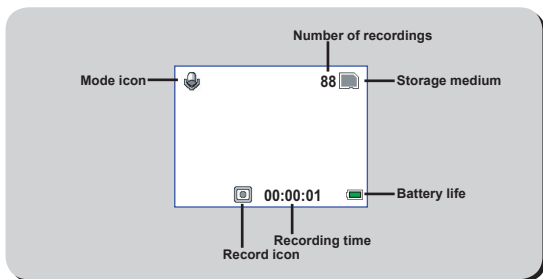 Number of recordings
Mode icon
88
Storage medium
00:00:01
Battery life
Recording time
Record icon